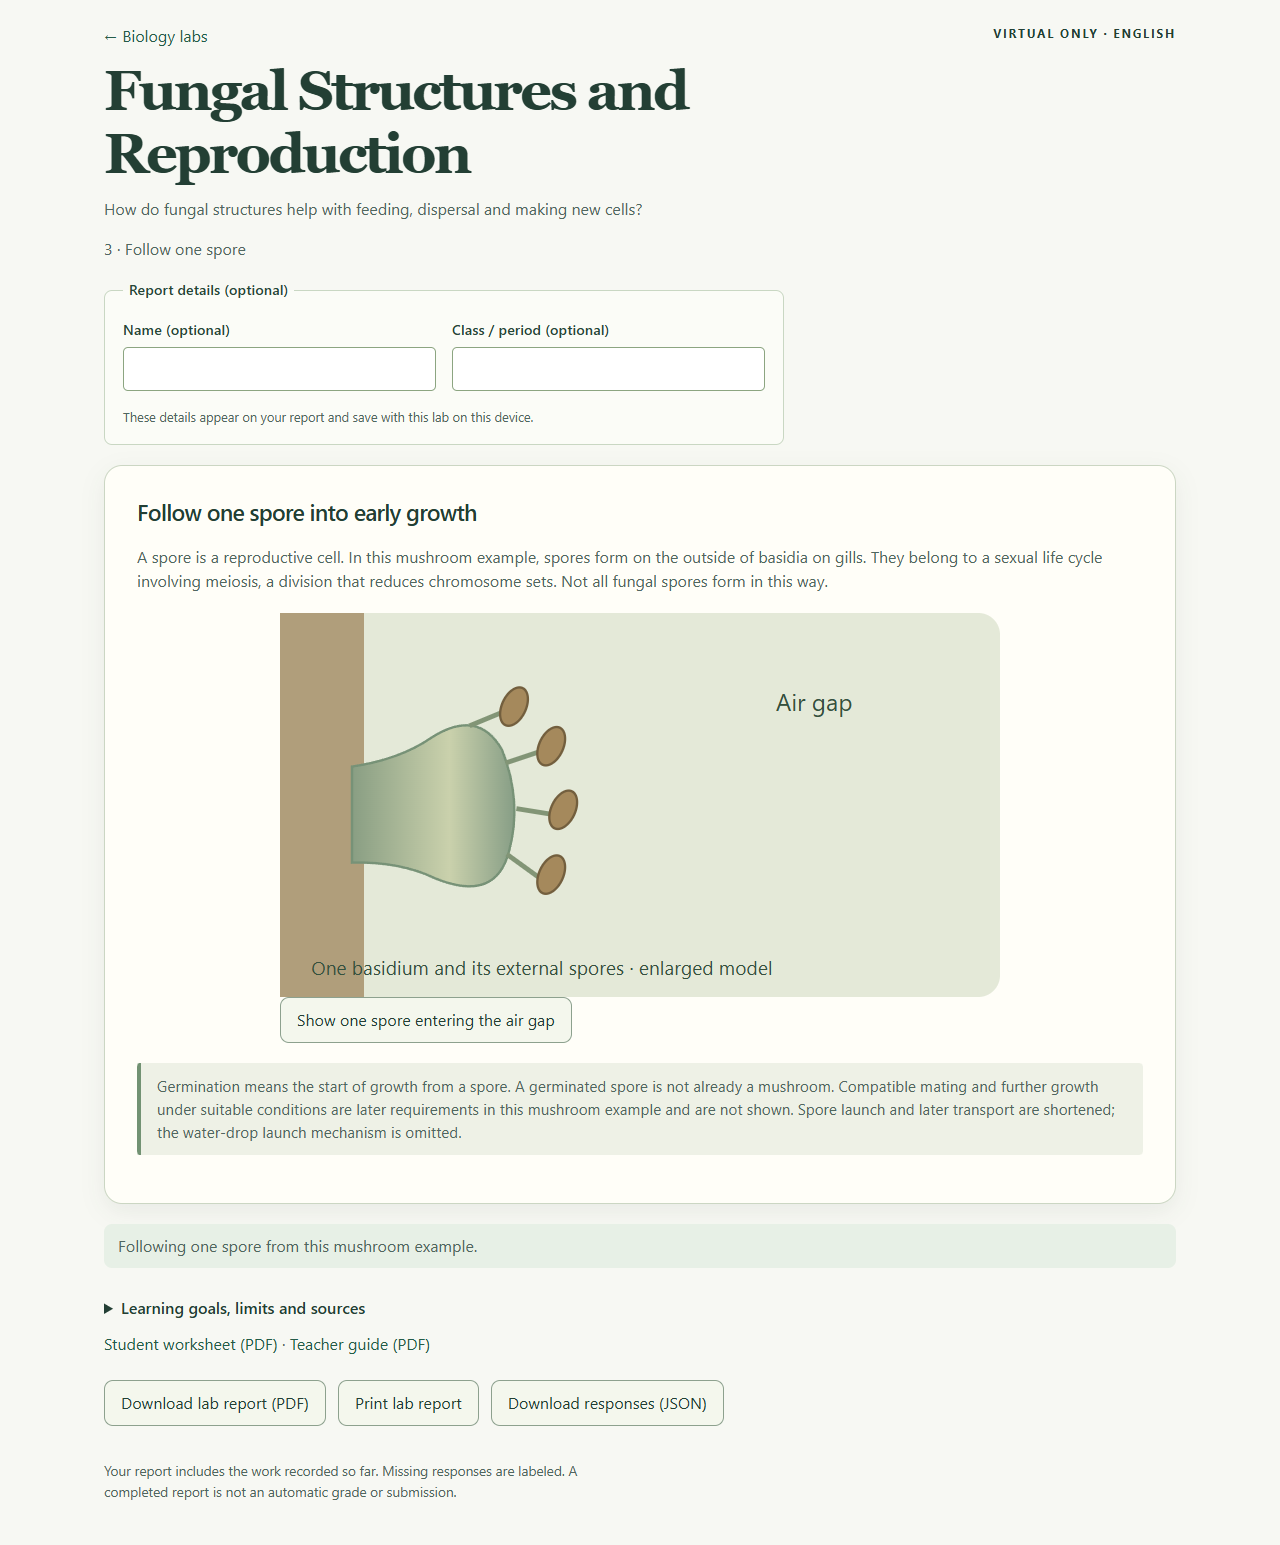 ← Biology labs
VIRTUAL ONLY · ENGLISH
Fungal Structures and
Reproduction
How do fungal structures help with feeding, dispersal and making new cells?
3 · Follow one spore
Report details (optional)
Name (optional)
Class / period (optional)
These details appear on your report and save with this lab on this device.
Follow one spore into early growth
A spore is a reproductive cell. In this mushroom example, spores form on the outside of basidia on gills. They belong to a sexual life cycle
involving meiosis, a division that reduces chromosome sets. Not all fungal spores form in this way.
Air gap
One basidium and its external spores · enlarged model
Show one spore entering the air gap
Germination means the start of growth from a spore. A germinated spore is not already a mushroom. Compatible mating and further growth
under suitable conditions are later requirements in this mushroom example and are not shown. Spore launch and later transport are shortened;
the water-drop launch mechanism is omitted.
Following one spore from this mushroom example.
▶ Learning goals, limits and sources
Student worksheet (PDF) · Teacher guide (PDF)
Download lab report (PDF)
Print lab report
Download responses (JSON)
Your report includes the work recorded so far. Missing responses are labeled. A
completed report is not an automatic grade or submission.